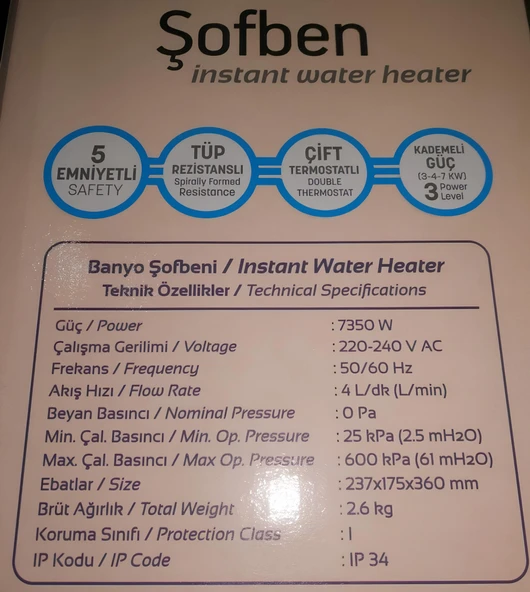 Şofben
instant water heater
5
EMNİYETLİ
SAFETY
TÜP
REZİSTANSLI
Spirally Formed
Resistance
ÇİFT
TERMOSTATLI
DOUBLE
THERMOSTAT
KADEMELİ
GÜÇ
(3-4-7 KW)
3 Power Level
Banyo Şofbeni / Instant Water Heater
Teknik Özellikler / Technical Specifications
Güç / Power : 7350 W
Çalışma Gerilimi / Voltage : 220-240 V AC
Frekans / Frequency : 50/60 Hz
Akış Hızı / Flow Rate : 4 L/dk (L/min)
Beyan Basıncı / Nominal Pressure : 0 Pa
Min. Çal. Basıncı / Min. Op. Pressure : 25 kPa (2.5 mH2O)
Max. Çal. Basıncı / Max Op. Pressure : 600 kPa (61 mH2O)
Ebatlar / Size : 237x175x360 mm
Brüt Ağırlık / Total Weight : 2.6 kg
Koruma Sınıfı / Protection Class : I
IP Kodu / IP Code : IP 34